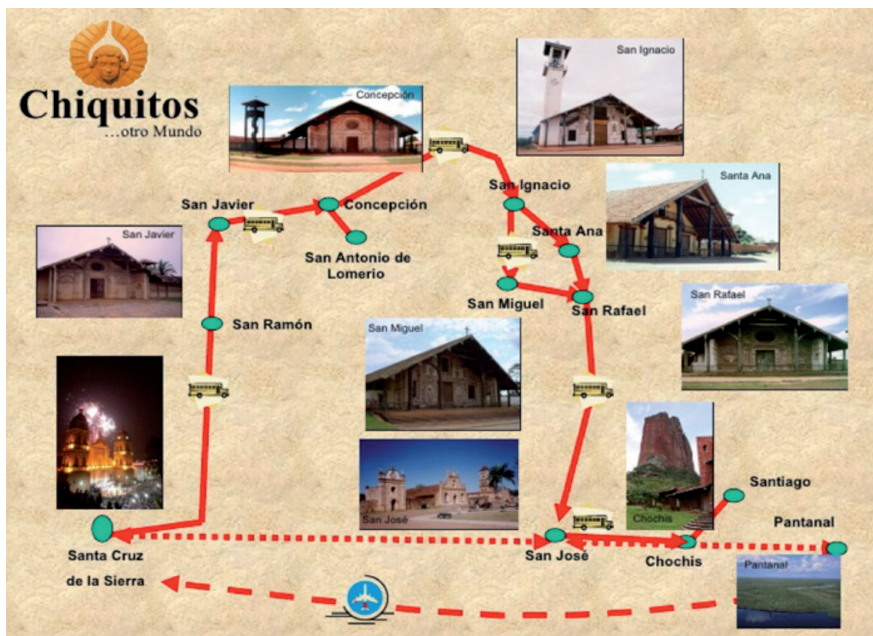 Chiquitos
...otro Mundo
Concepción
San Ignacio
San Ignacio
Santa Ana
San Javier
Concepción
San Javier
San Antonio de
Lomerio
Santa Ana
San Miguel
San Rafael
San Rafael
San Ramón
San Miguel
San José
Chochis
Santiago
Pantanal
Santa Cruz
de la Sierra
San José
Chochis
Pantanal